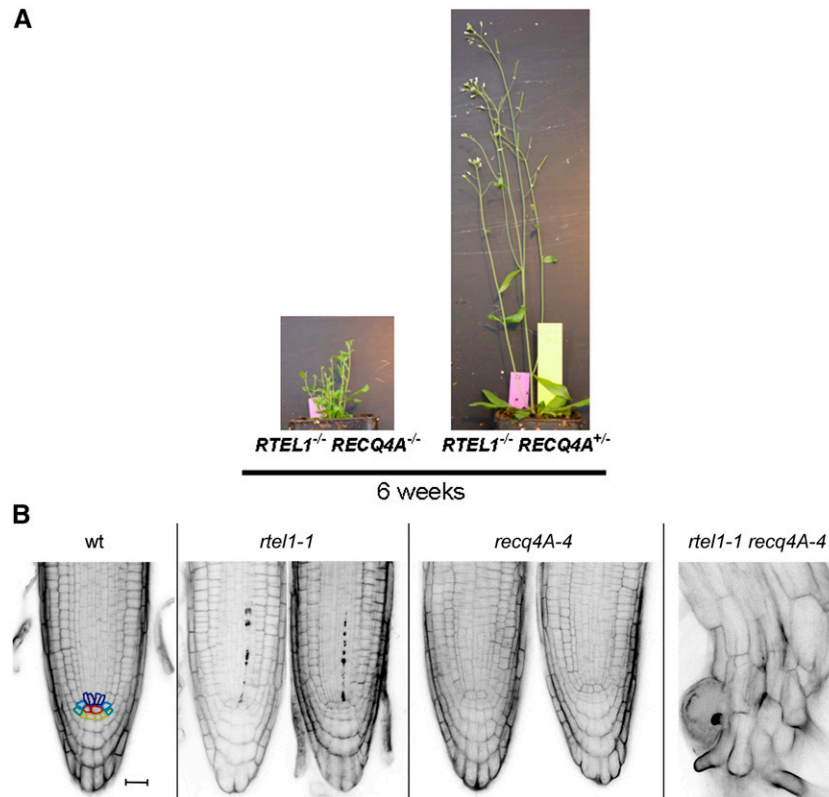 A
RTEL1-/- RECQ4A-/-
RTEL1-/- RECQ4A+/-
6 weeks
B
wt
rtel1-1
recq4A-4
rtel1-1 recq4A-4